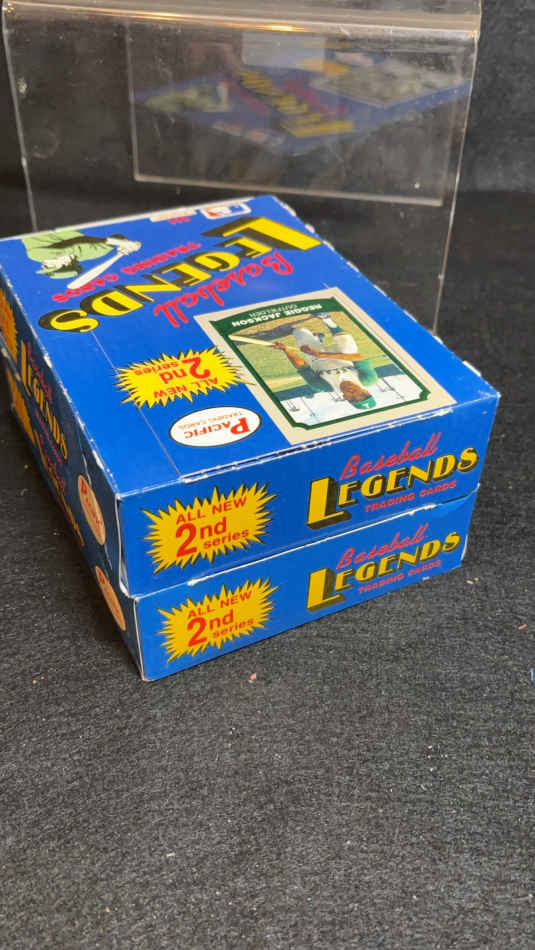 Baseball
LEGENDS
TRADING CARDS
REGGIE JACKSON
OUTFIELDER
ALL NEW
2nd
series
PACIFIC
TRADING CARDS
ALL NEW
2nd
series
Baseball
LEGENDS
TRADING CARDS
ALL NEW
2nd
series
Baseball
LEGENDS
TRADING CARDS